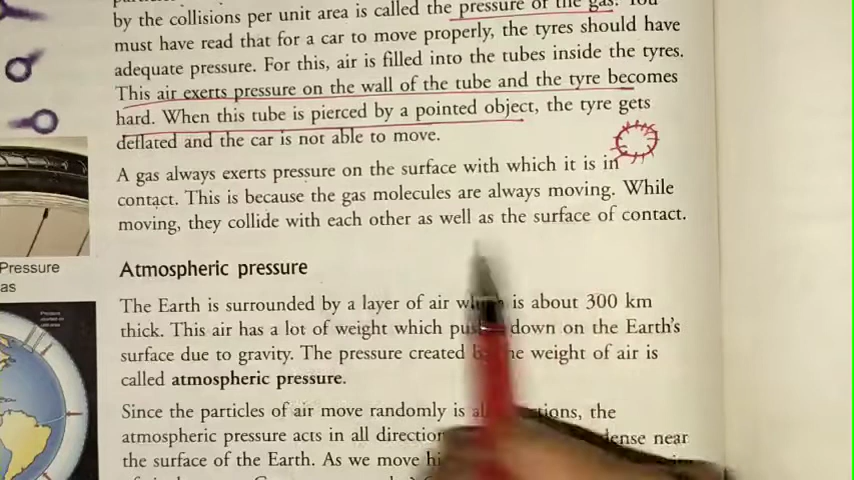 by the collisions per unit area is called the pressure of the gas. You
must have read that for a car to move properly, the tyres should have
adequate pressure. For this, air is filled into the tubes inside the tyres.
This air exerts pressure on the wall of the tube and the tyre becomes
hard. When this tube is pierced by a pointed object, the tyre gets
deflated and the car is not able to move.
A gas always exerts pressure on the surface with which it is in
contact. This is because the gas molecules are always moving. While
moving, they collide with each other as well as the surface of contact.
Pressure
as
Atmospheric pressure
The Earth is surrounded by a layer of air is about 300 km
thick. This air has a lot of weight which down on the Earth's
surface due to gravity. The pressure created weight of air is
called atmospheric pressure.
Since the particles of air move randomly is the
atmospheric pressure acts in all near
the surface of the Earth. As we move